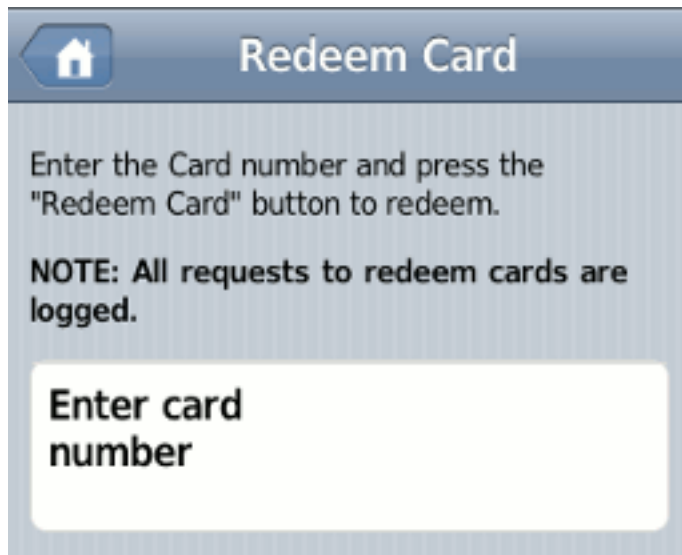 Redeem Card
Enter the Card number and press the
"Redeem Card" button to redeem.
NOTE: All requests to redeem cards are
logged.
Enter card
number